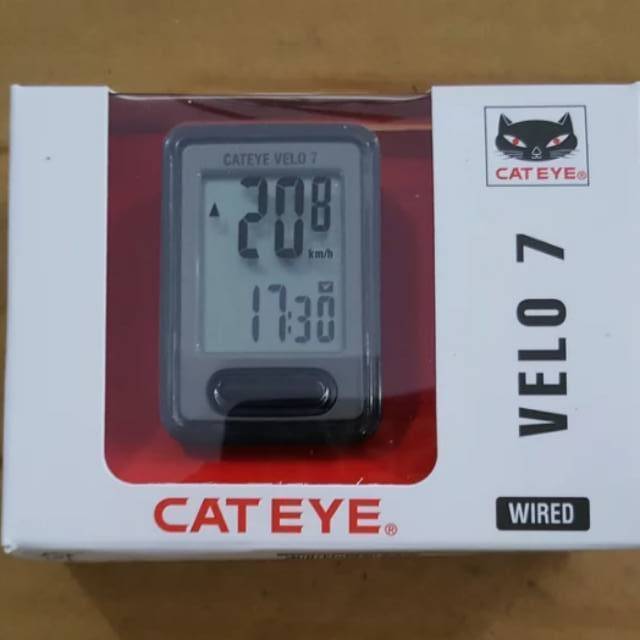 CATEYE VELO 7
208
km/h
17:30
CATEYE®
CAT EYE®
VELO 7
WIRED